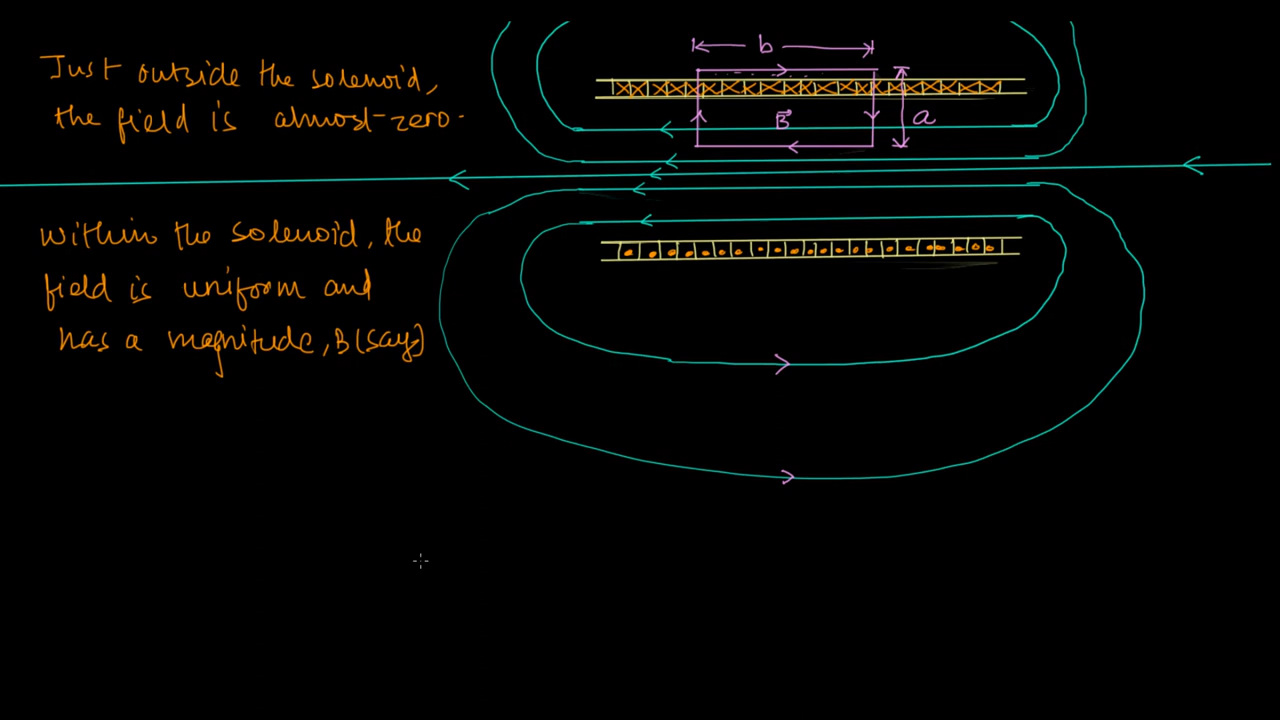 Just outside the solenoid,
the field is almost-zero.
within the solenoid, the
field is uniform and
has a magnitude, B (say)
b
B⃗
a